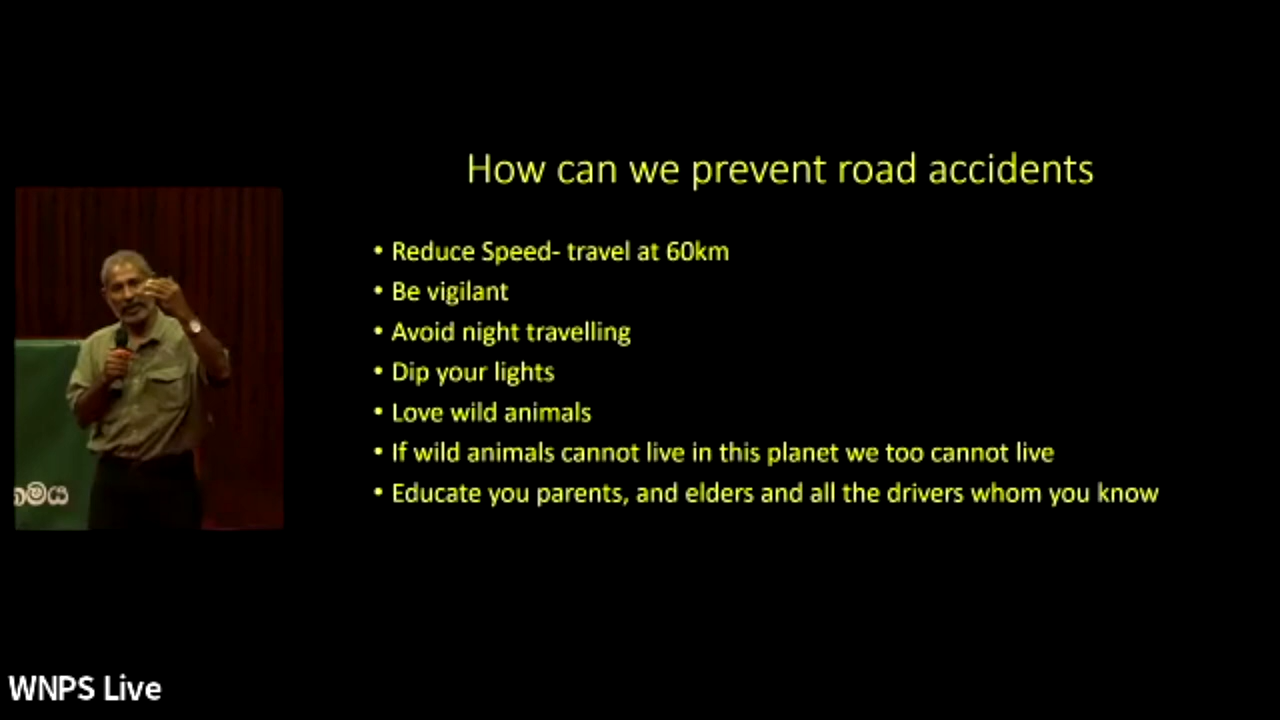 How can we prevent road accidents
• Reduce Speed- travel at 60km
• Be vigilant
• Avoid night travelling
• Dip your lights
• Love wild animals
• If wild animals cannot live in this planet we too cannot live
• Educate you parents, and elders and all the drivers whom you know
WNPS Live